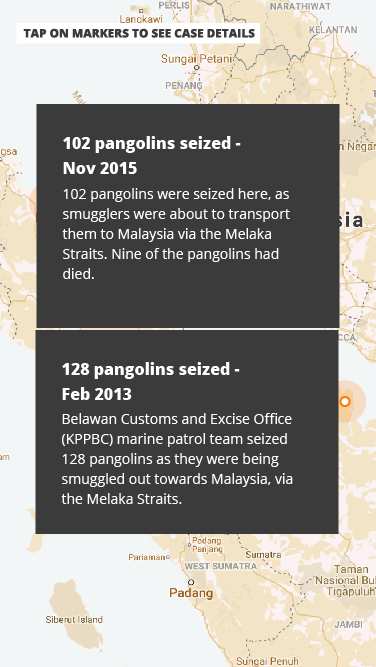 PERLIS
NARATHIWAT
Langkawi
KELANTAN
TAP ON MARKERS TO SEE CASE DETAILS
Sungai Petani
PENANG
102 pangolins seized -
Nov 2015
102 pangolins were seized here, as
smugglers were about to transport
them to Malaysia via the Melaka
Straits. Nine of the pangolins had
died.
128 pangolins seized -
Feb 2013
Belawan Customs and Excise Office
(KPPBC) marine patrol team seized
128 pangolins as they were being
smuggled out towards Malaysia, via
the Melaka Straits.
Padang
Panjang
Pariaman
Sumatra
WEST SUMATRA
Taman
Nasional Bu
Tigapuluh
Padang
Siberut Island
JAMBI
Sungai Penuh